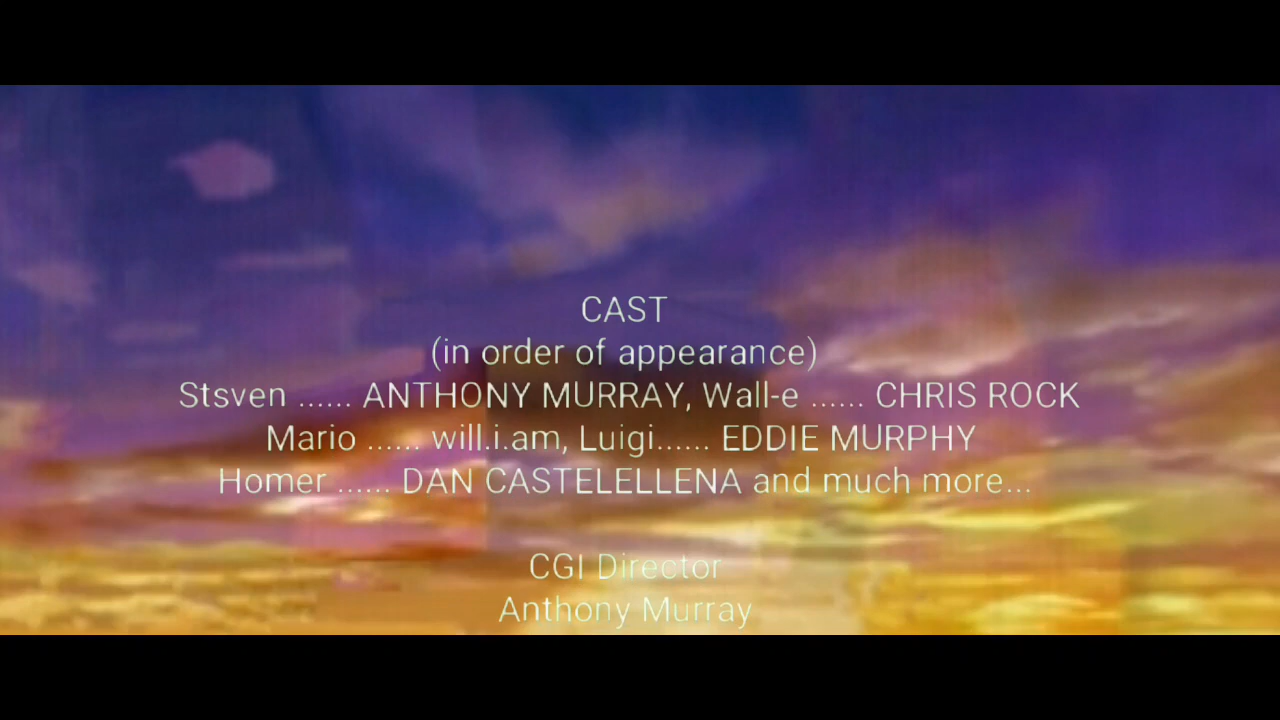 CAST
(in order of appearance)
Stsven ...... ANTHONY MURRAY, Wall-e ...... CHRIS ROCK
Mario ...... will.i.am, Luigi...... EDDIE MURPHY
Homer ...... DAN CASTELELLENA and much more...
CGI Director
Anthony Murray